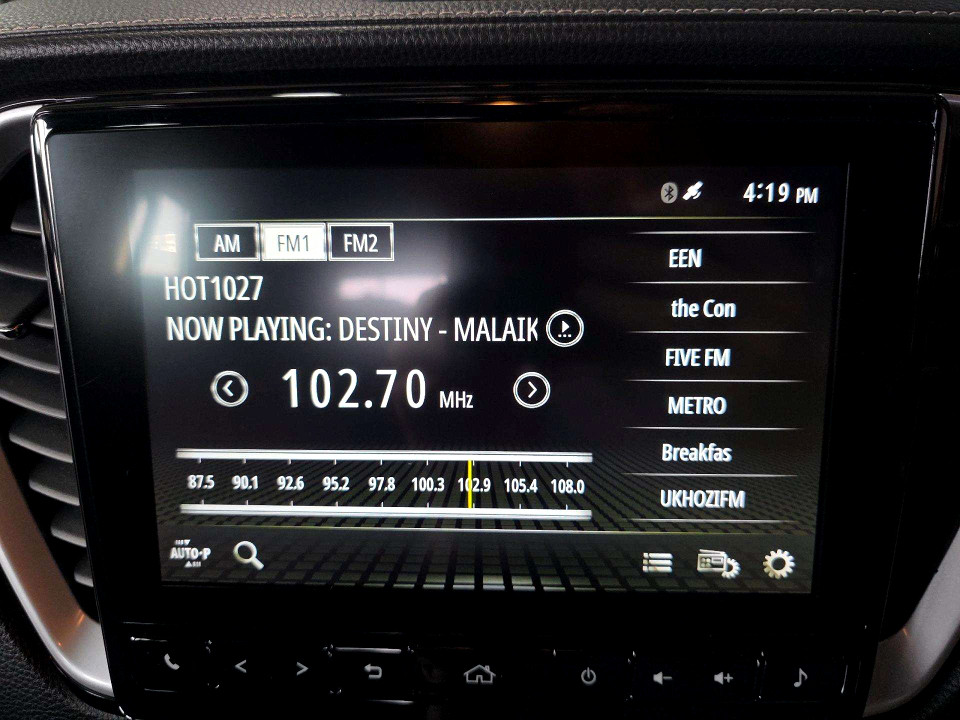 4:19 PM
AM FM1 FM2
HOT1027
NOW PLAYING: DESTINY - MALAIK
102.70 MHz
87.5 90.1 92.6 95.2 97.8 100.3 102.9 105.4 108.0
AUTO-P
EEN
the Con
FIVE FM
METRO
Breakfas
UKHOZIFM